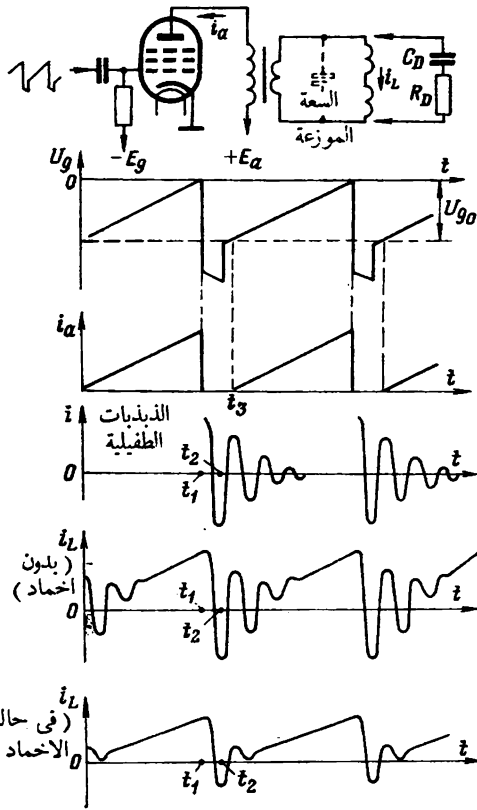 i_a
السعة
الموزعة
i_L
C_D
R_D
-E_g
+E_a
U_g
0
t
U_go
i_a
t
t_3
i
الذبذبات
الطفيلية
t_2
0
t_1
t
i_L
( بدون
اخماد )
t_1
t
0
t_2
i_L
( فى حال
الاخماد
0
t_1
t_2
t